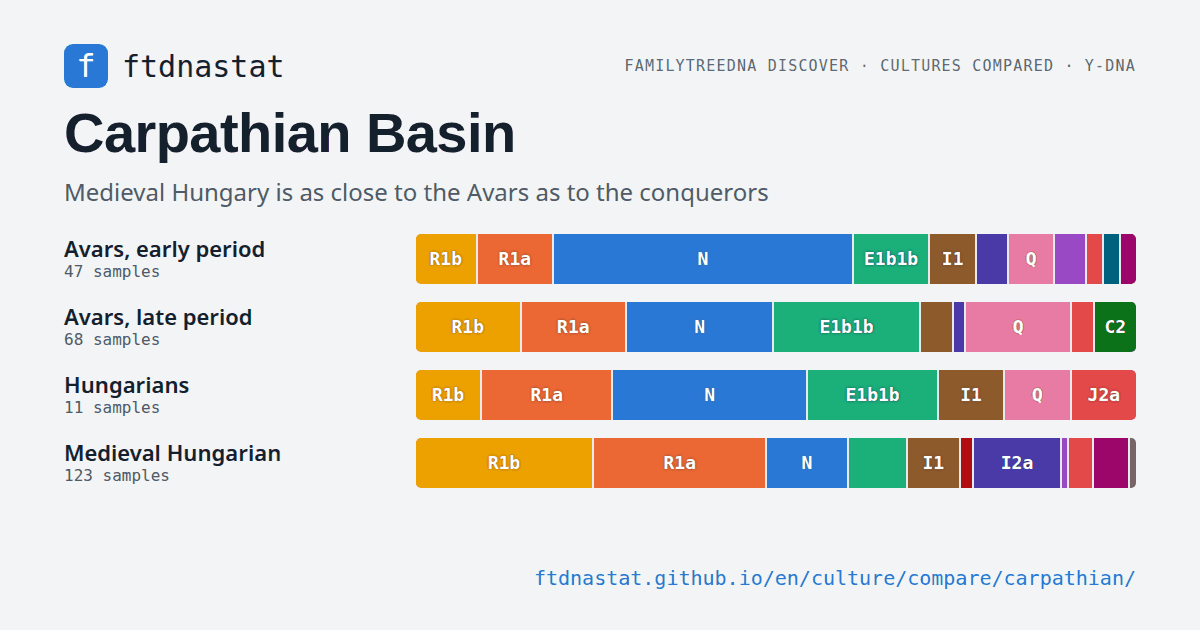 f ftdnastat
FAMILYTREEDNA DISCOVER · CULTURES COMPARED · Y-DNA
Carpathian Basin
Medieval Hungary is as close to the Avars as to the conquerors
Avars, early period
47 samples
R1b R1a N E1b1b I1 Q
Avars, late period
68 samples
R1b R1a N E1b1b Q C2
Hungarians
11 samples
R1b R1a N E1b1b I1 Q J2a
Medieval Hungarian
123 samples
R1b R1a N I1 I2a
ftdnastat.github.io/en/culture/compare/carpathian/